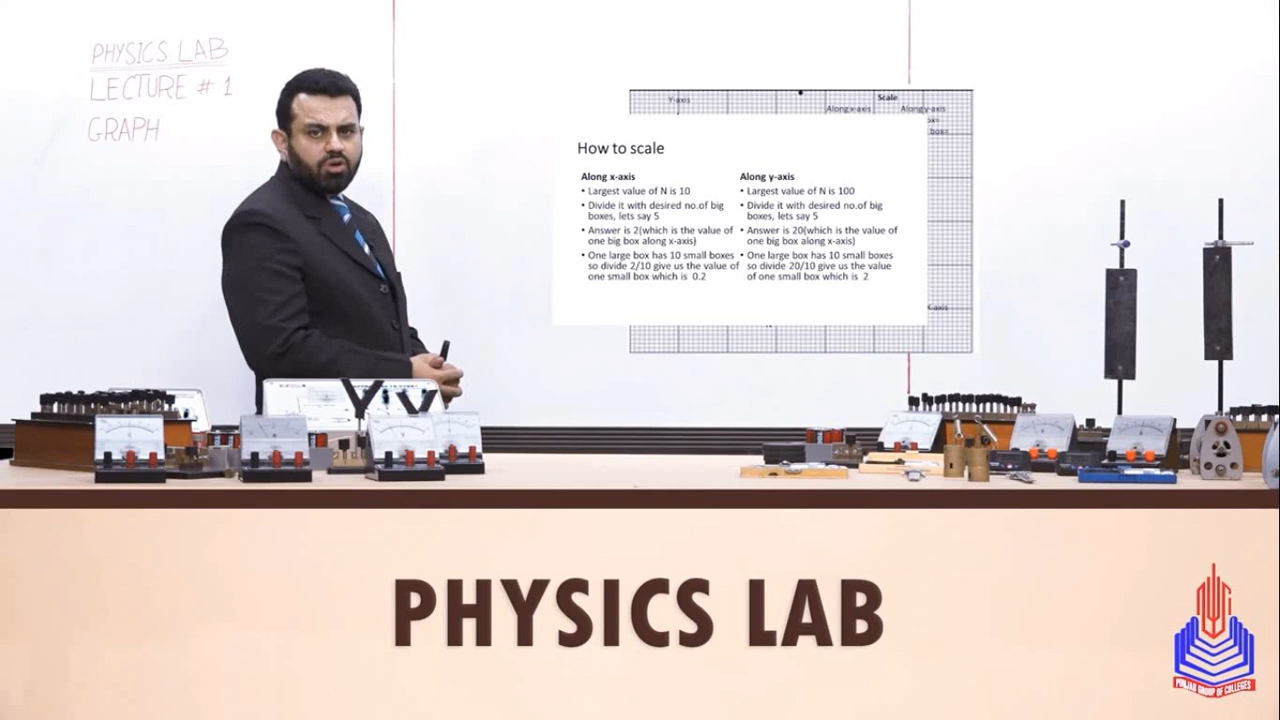 PHYSICS LAB
LECTURE # 1
GRAPH
Y-axis
Scale
Along x-axis
Along y-axis
box=
How to scale
Along x-axis
• Largest value of N is 10
• Divide it with desired no.of big
boxes, lets say 5
• Answer is 2(which is the value of
one big box along x-axis)
• One large box has 10 small boxes
so divide 2/10 give us the value of
one small box which is 0.2
Along y-axis
• Largest value of N is 100
• Divide it with desired no.of big
boxes, lets say 5
• Answer is 20(which is the value of
one big box along x-axis)
• One large box has 10 small boxes
so divide 20/10 give us the value
of one small box which is 2
PHYSICS LAB
PUNJAB GROUP OF COLLEGES